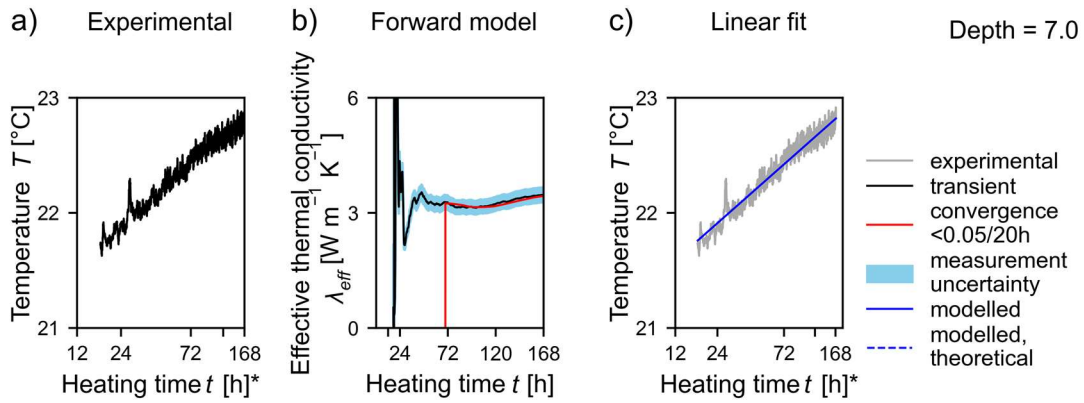 a) Experimental
b) Forward model
c) Linear fit
Depth = 7.0
Temperature T [°C]
23
22
21
12 24 72 168
Heating time t [h]*
Effective thermal conductivity
λeff [W m⁻¹ K⁻¹]
6
3
0
24 72 120 168
Heating time t [h]
Temperature T [°C]
23
22
21
12 24 72 168
Heating time t [h]*
experimental
transient
convergence
<0.05/20h
measurement
uncertainty
modelled
modelled,
theoretical